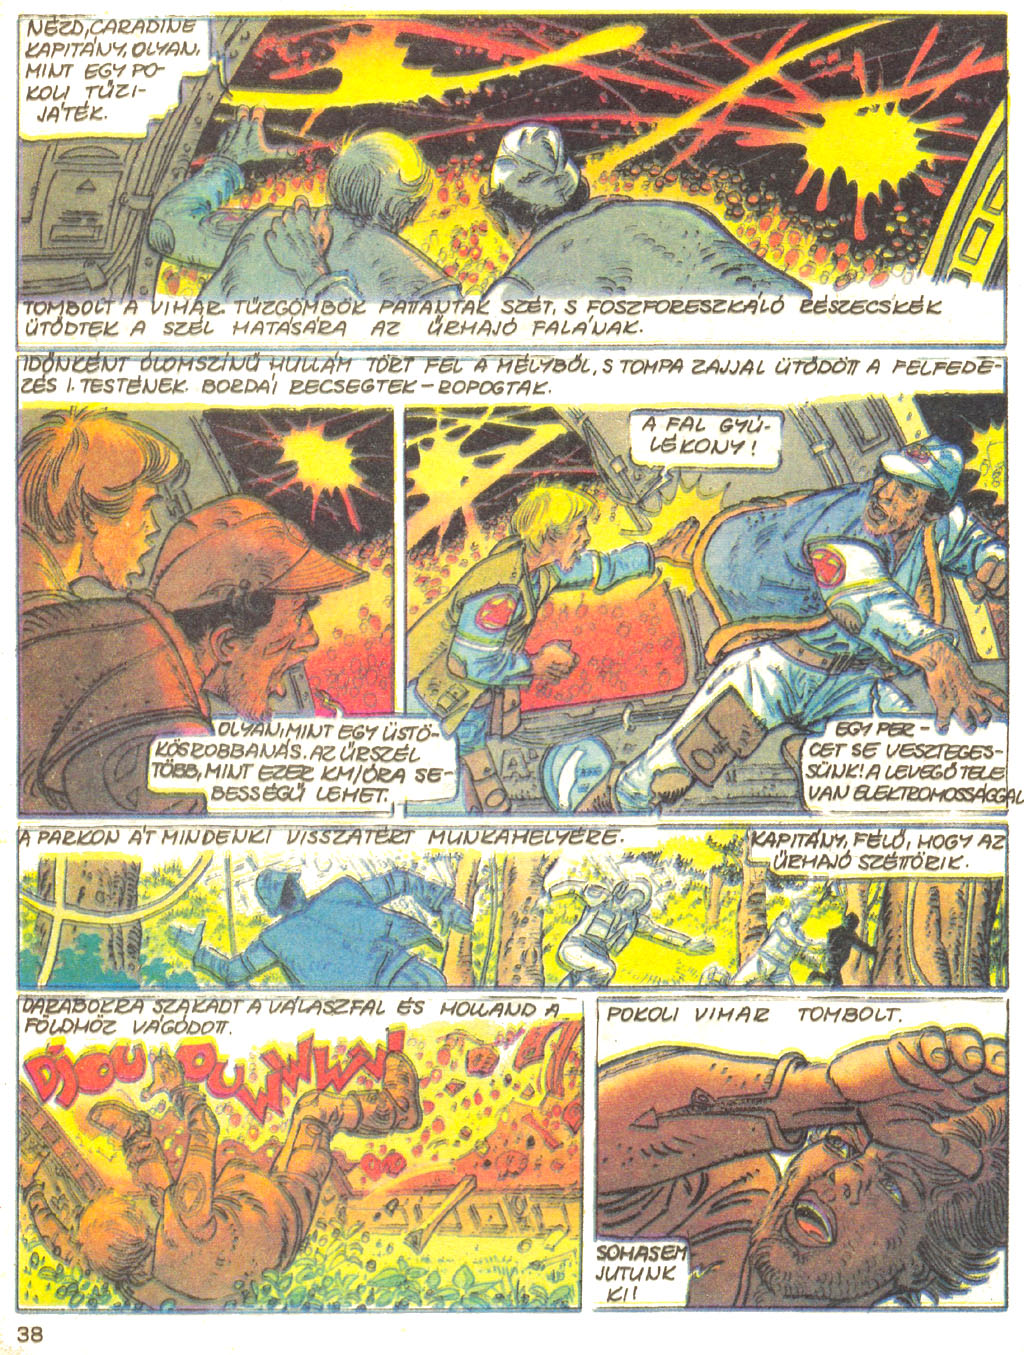 NÉZD, CARADINE
KAPITÁNY, OLYAN,
MINT EGY PO-
KOLI TŰZI-
JÁTÉK.
TOMBOLT A VIHAR. TŰZGÖMBÖK PATTANTAK SZÉT, S FOSZFORESZKÁLÓ RÉSZECSKÉK
ÜTŐDTEK A SZÉL HATÁSÁRA AZ ŰRHAJÓ FALÁNAK.
IDŐNKÉNT ÓLOMSZÍNŰ HULLÁM TÖRT FEL A MÉLYBŐL, S TOMPA ZAJJAL ÜTŐDÖTT A FELFEDE-
ZÉS I. TESTÉNEK. BORDÁI RECSEGTEK-ROPOGTAK.
OLYAN, MINT EGY ÜSTÖ-
KÖSROBBANÁS. AZ ŰRSZÉL
TÖBB, MINT EZER KM/ÓRA SE-
BESSÉGŰ LEHET.
A FAL GYÚ-
LÉKONY!
EGY PER-
CET SE VESZTEGES-
SÜNK! A LEVEGŐ TELE
VAN ELEKTROMOSSÁGGAL
A PARKON ÁT MINDENKI VISSZATÉRT MUNKAHELYÉRE.
KAPITÁNY, FÉLŐ, HOGY AZ
ŰRHAJÓ SZÉTTÖRIK.
DARABOKRA SZAKADT A VÁLASZFAL ÉS HOLLAND A
FÖLDHÖZ VÁGÓDOTT.
POKOLI VIHAR TOMBOLT.
SOHASEM
JUTUNK
KI!
38